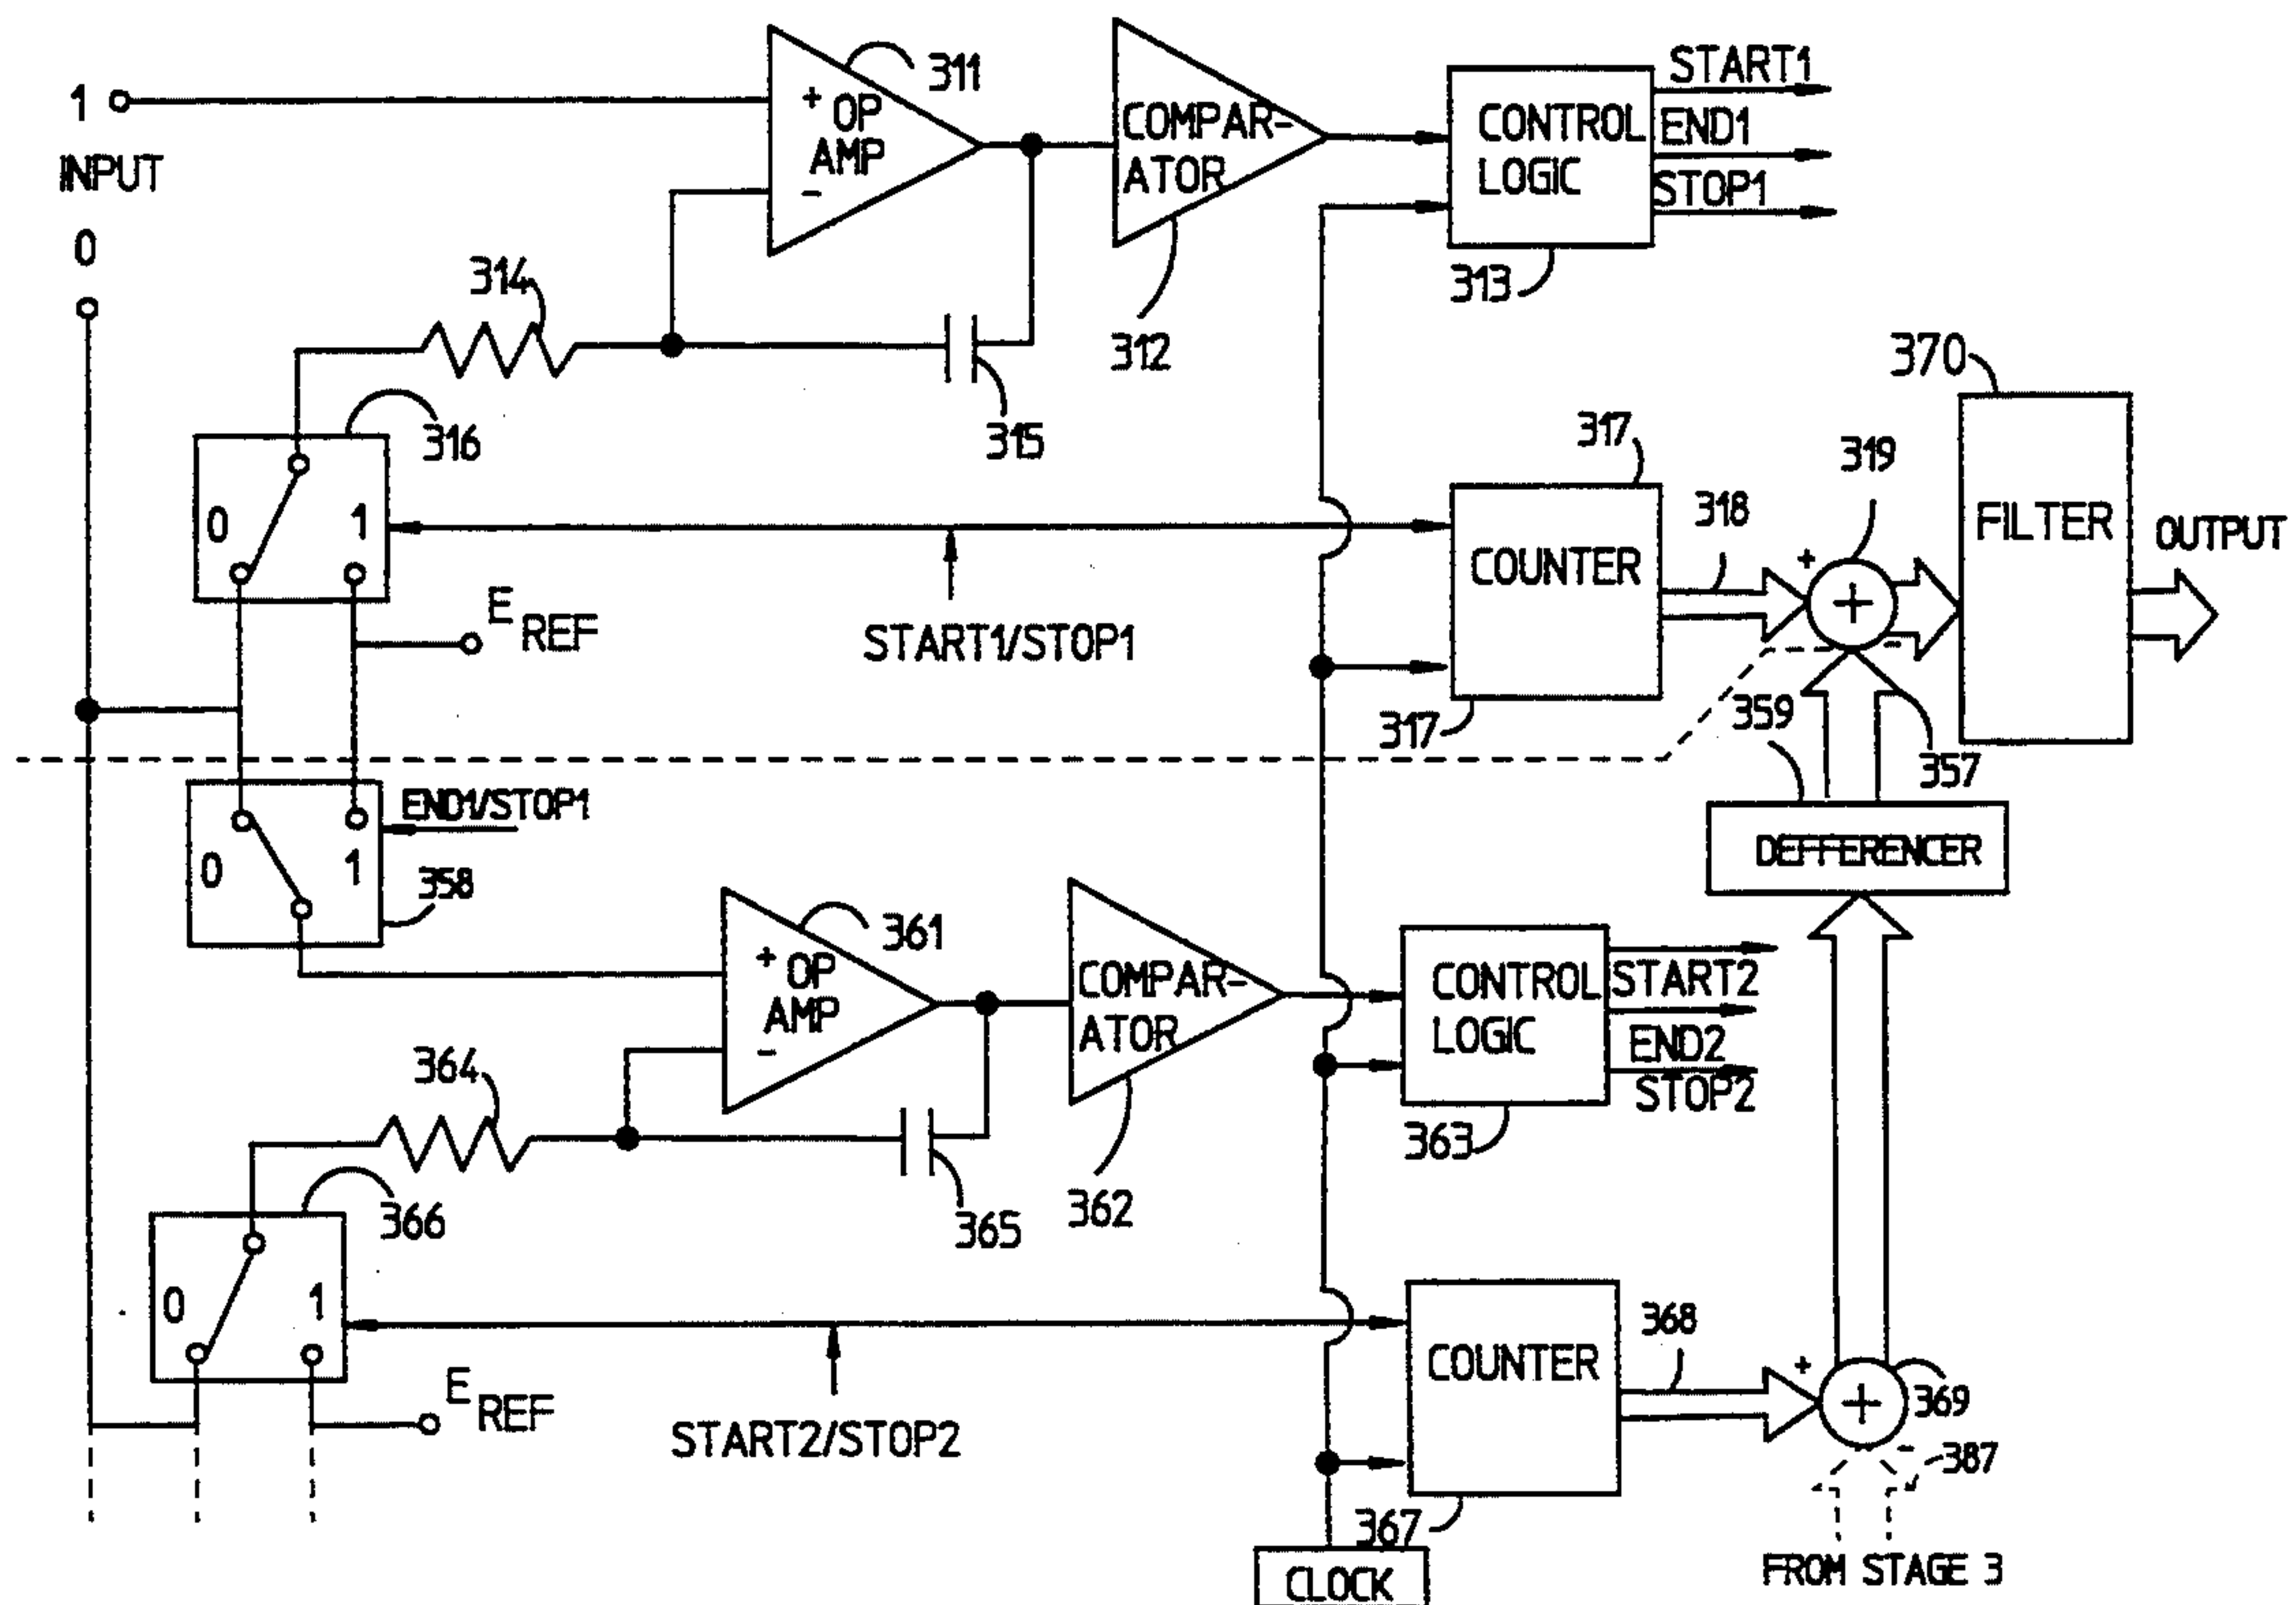 1
INPUT
0
+ OP
AMP
-
311
COMPAR-
ATOR
312
CONTROL
LOGIC
313
START1
END1
STOP1
314
315
316
0 1
E REF
START1/STOP1
317
COUNTER
317
318
319
+
+
-
370
FILTER
OUTPUT
359
357
DEFFERENCER
END1/STOP1
0 1
358
+ OP
AMP
-
361
COMPAR-
ATOR
362
CONTROL
LOGIC
363
START2
END2
STOP2
364
365
366
0 1
E REF
START2/STOP2
COUNTER
367
368
+
+
369
-
387
CLOCK
FROM STAGE 3